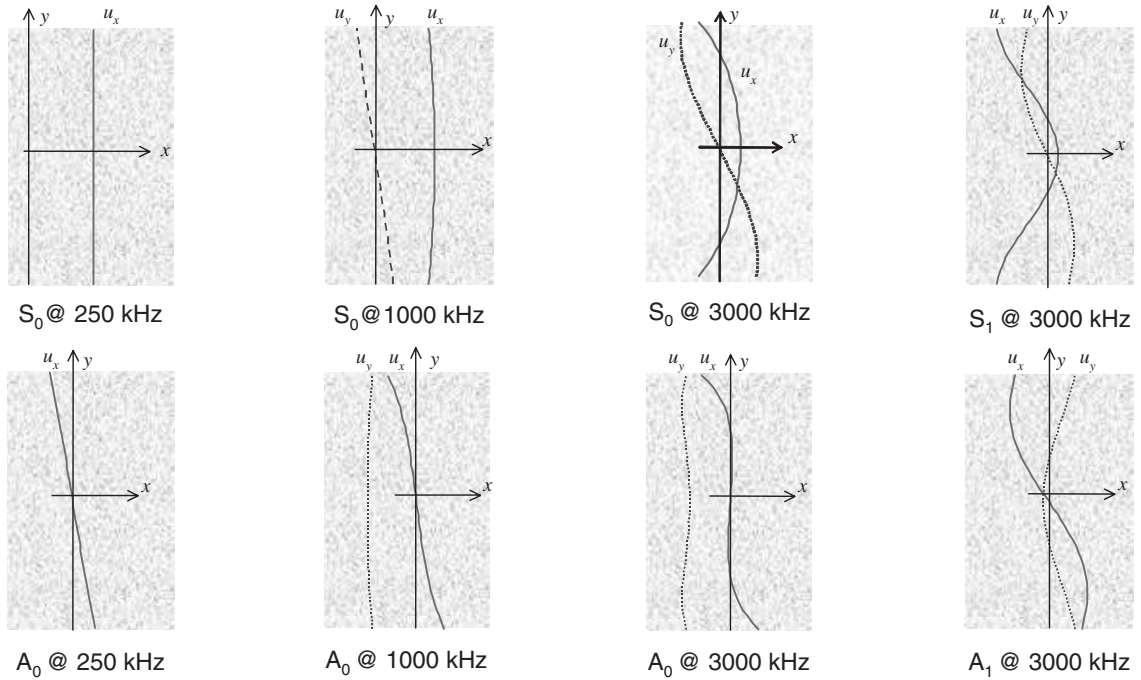 y u_x
x
S_0 @ 250 kHz
u_y y u_x
x
S_0 @ 1000 kHz
y
u_y
u_x
x
S_0 @ 3000 kHz
u_x u_y y
x
S_1 @ 3000 kHz
u_x y
x
A_0 @ 250 kHz
u_y u_x y
x
A_0 @ 1000 kHz
u_y u_x y
x
A_0 @ 3000 kHz
u_x y u_y
x
A_1 @ 3000 kHz